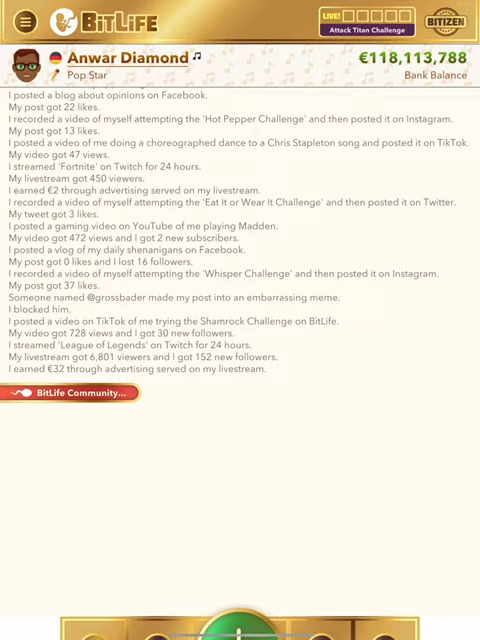 BITLIFE
LIVE!
Attack Titan Challenge
BITIZEN
Anwar Diamond
€118,113,788
Pop Star
Bank Balance
I posted a blog about opinions on Facebook.
My post got 22 likes.
I recorded a video of myself attempting the 'Hot Pepper Challenge' and then posted it on Instagram.
My post got 13 likes.
I posted a video of me doing a choreographed dance to a Chris Stapleton song and posted it on TikTok.
My video got 47 views.
I streamed 'Fortnite' on Twitch for 24 hours.
My livestream got 450 viewers.
I earned €2 through advertising served on my livestream.
I recorded a video of myself attempting the 'Eat It or Wear It Challenge' and then posted it on Twitter.
My tweet got 3 likes.
I posted a gaming video on YouTube of me playing Madden.
My video got 472 views and I got 2 new subscribers.
I posted a vlog of my daily shenanigans on Facebook.
My post got 0 likes and I lost 16 followers.
I recorded a video of myself attempting the 'Whisper Challenge' and then posted it on Instagram.
My post got 37 likes.
Someone named @grossbader made my post into an embarrassing meme.
I blocked him.
I posted a video on TikTok of me trying the Shamrock Challenge on BitLife.
My video got 728 views and I got 30 new followers.
I streamed 'League of Legends' on Twitch for 24 hours.
My livestream got 6,801 viewers and I got 152 new followers.
I earned €32 through advertising served on my livestream.
BitLife Community...